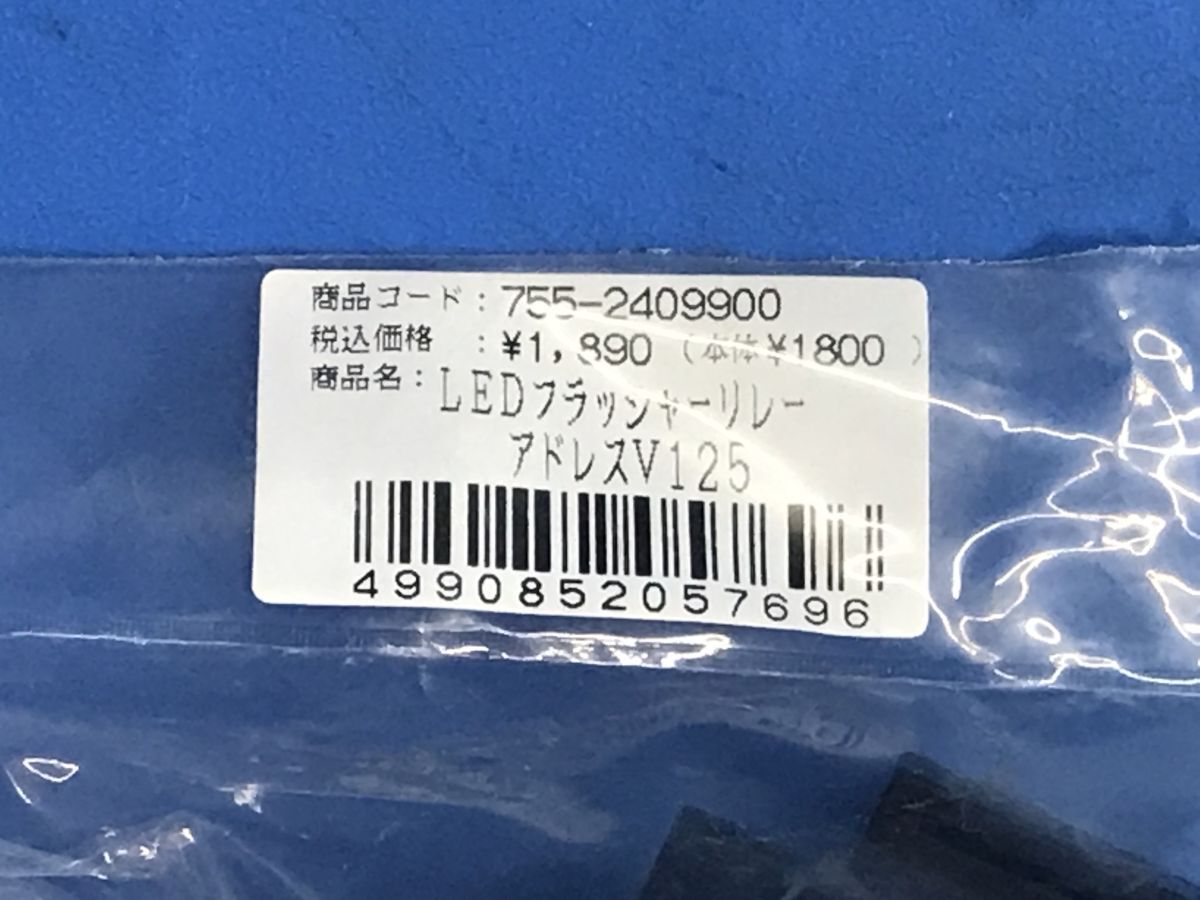 商品コード：755-2409900
税込価格 ：¥1,890 （本体¥1800 ）
商品名：LEDフラッシャーリレー
アドレスV125
4990852057696